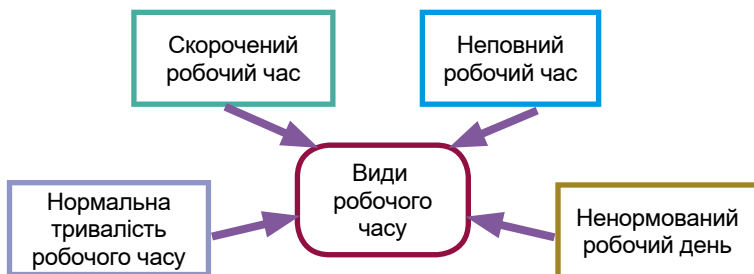 Скорочений
робочий час
Неповний
робочий час
Види
робочого
часу
Нормальна
тривалість
робочого часу
Ненормований
робочий день